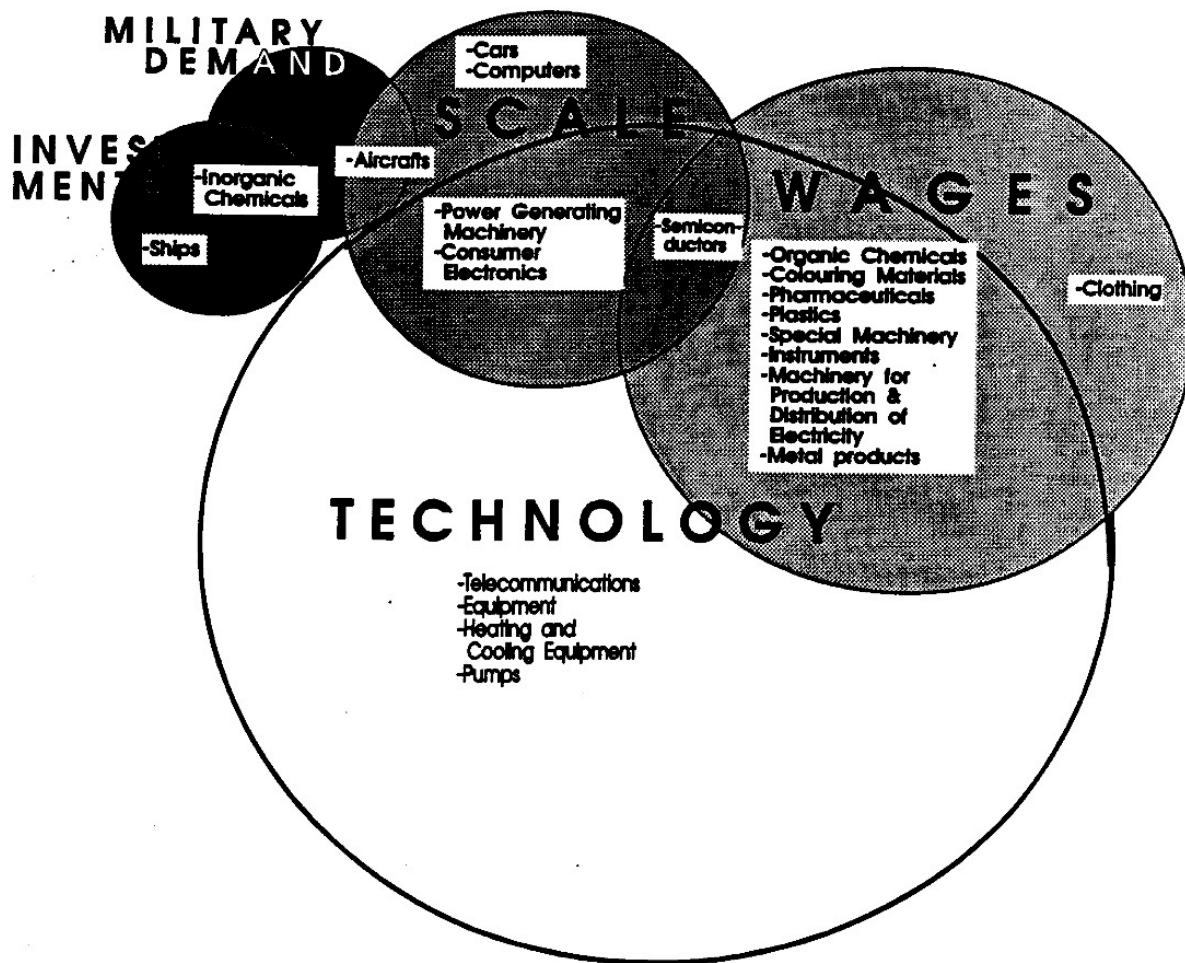 MILITARY
DEMAND
INVES
MENT
SCALE
WAGES
TECHNOLOGY
-Cars
-Computers
-Aircrafts
-Inorganic
Chemicals
-Ships
-Power Generating
Machinery
-Consumer
Electronics
-Semicon-
ductors
-Organic Chemicals
-Colouring Materials
-Pharmaceuticals
-Plastics
-Special Machinery
-Instruments
-Machinery for
Production &
Distribution of
Electricity
-Metal products
-Clothing
-Telecommunications
-Equipment
-Heating and
Cooling Equipment
-Pumps